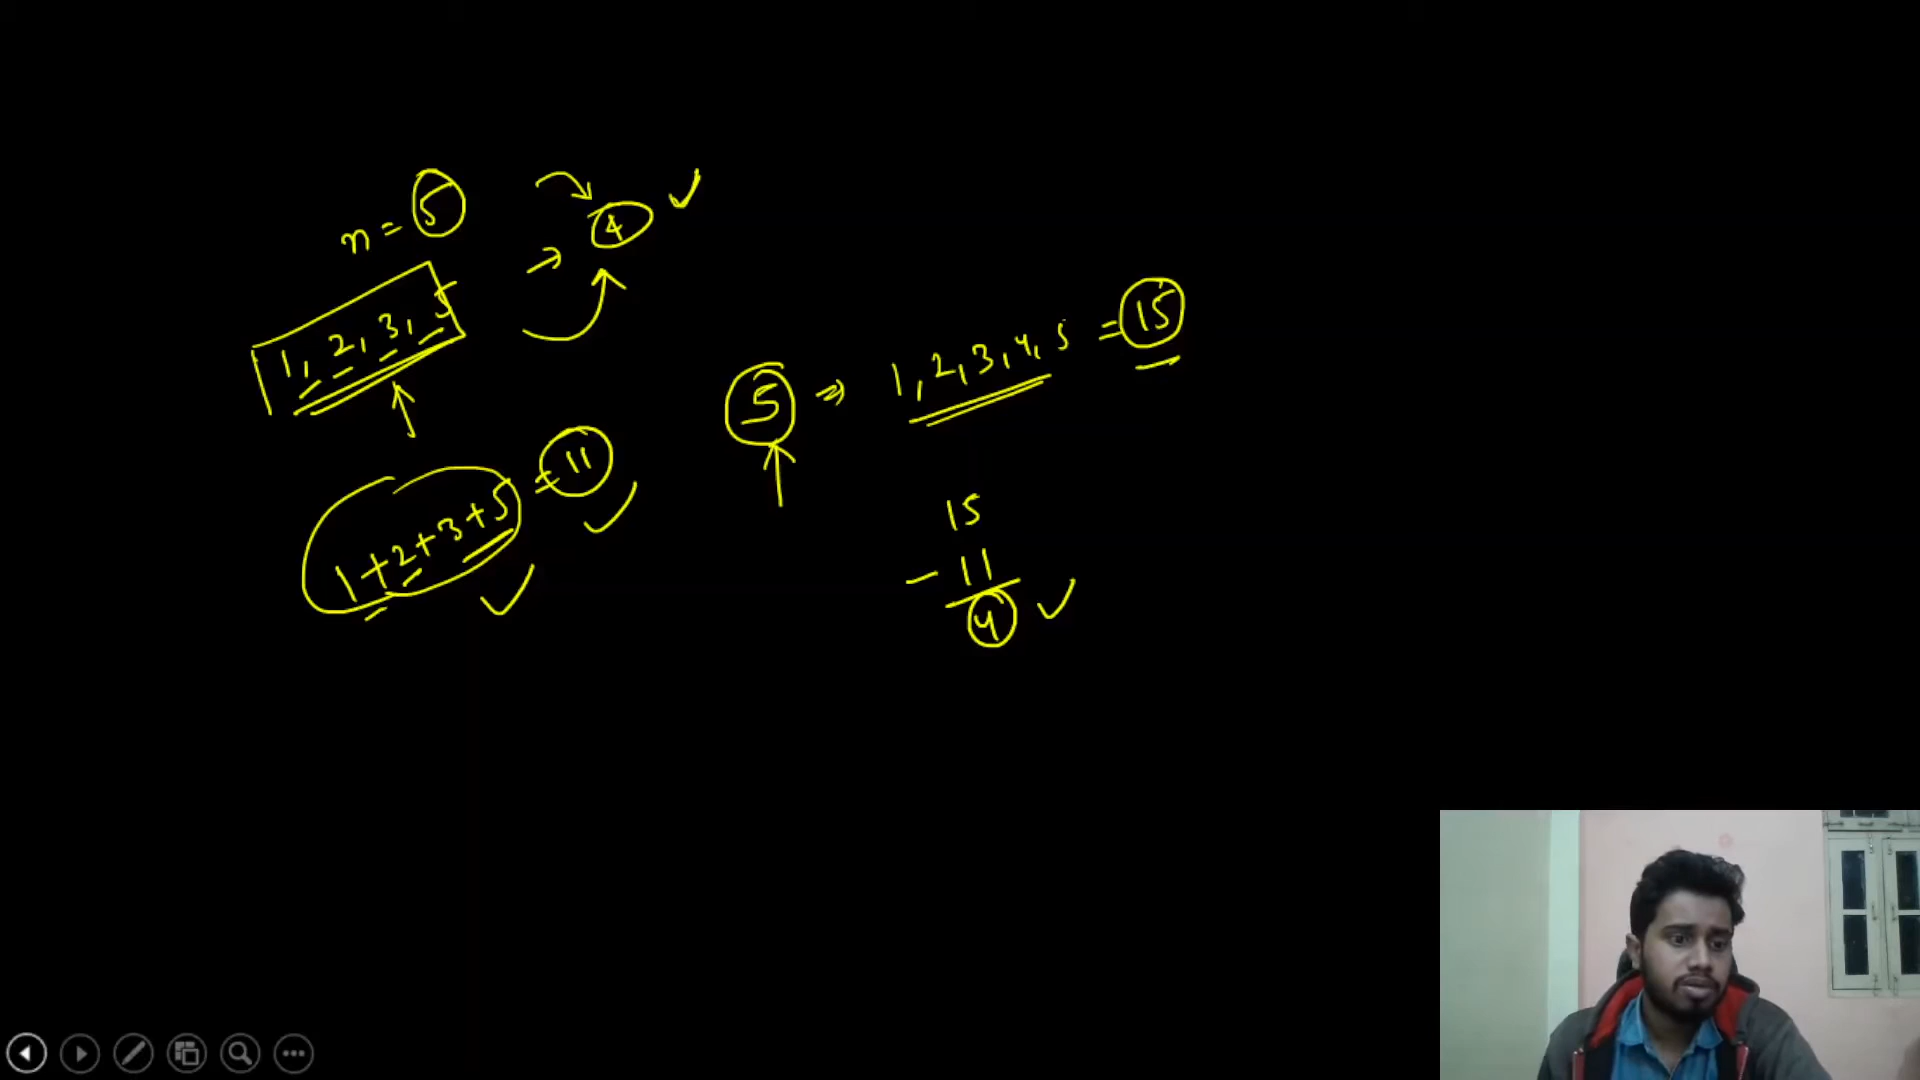 n = 5
1, 2, 3, 5
→ 4
1+2+3+5 = 11
5 ⇒ 1, 2, 3, 4, 5 = 15
15
- 11
4